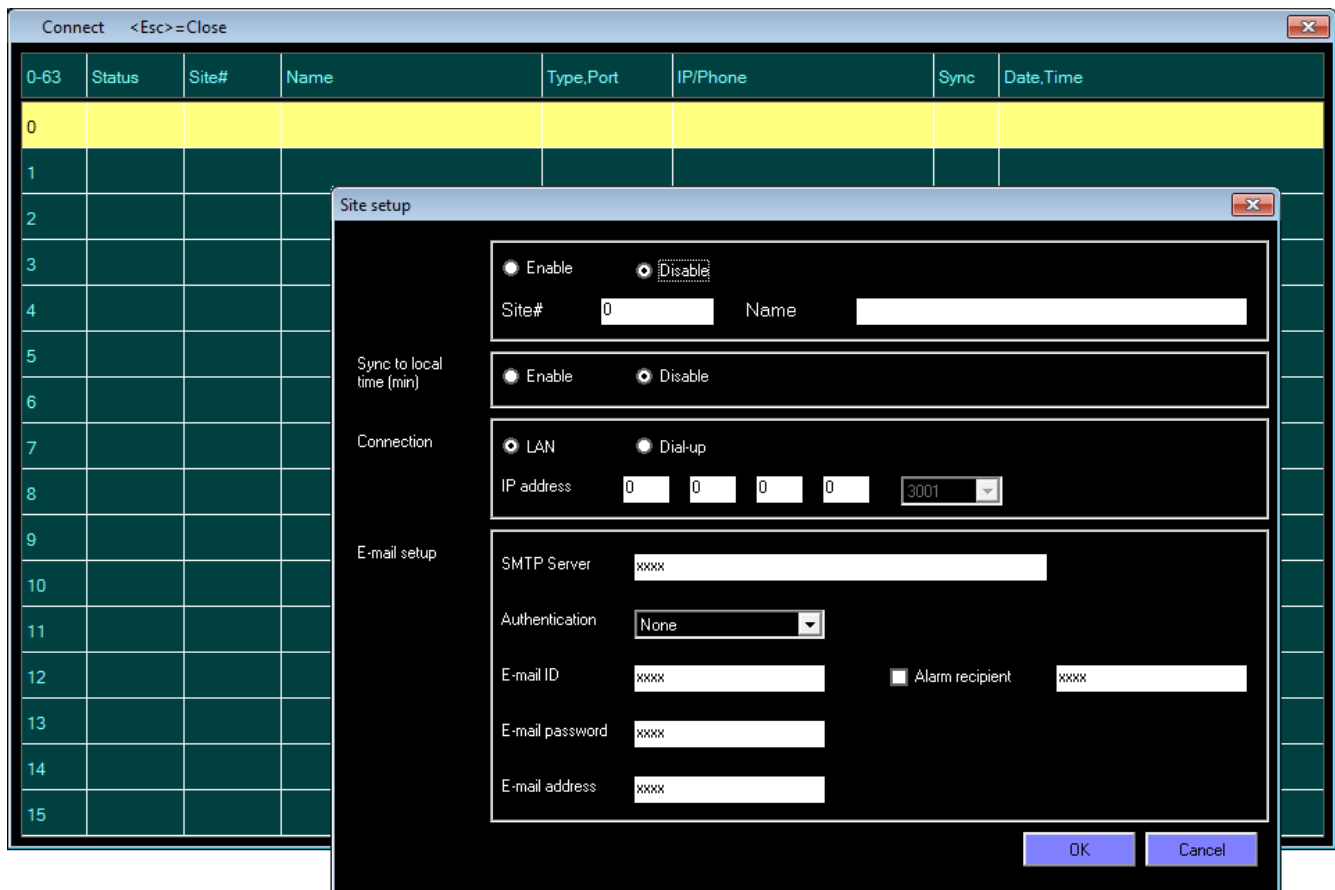 Connect <Esc>=Close
0-63 Status Site# Name Type,Port IP/Phone Sync Date,Time
0
1
2
3
4
5
6
7
8
9
10
11
12
13
14
15
Site setup
Enable Disable
Site# 0 Name
Sync to local
time (min)
Enable Disable
Connection
LAN Dial-up
IP address 0 0 0 0 3001
E-mail setup
SMTP Server xxxx
Authentication None
E-mail ID xxxx Alarm recipient xxxx
E-mail password xxxx
E-mail address xxxx
OK Cancel